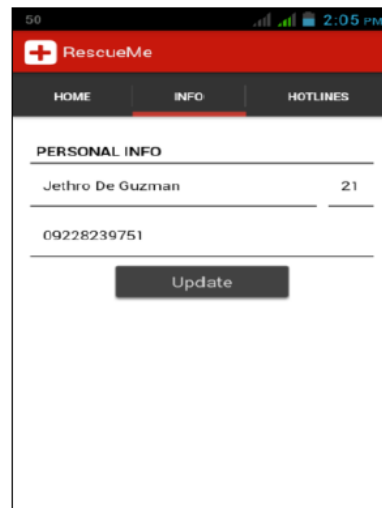 50 2:05 PM
RescueMe
HOME INFO HOTLINES
PERSONAL INFO
Jethro De Guzman 21
09228239751
Update